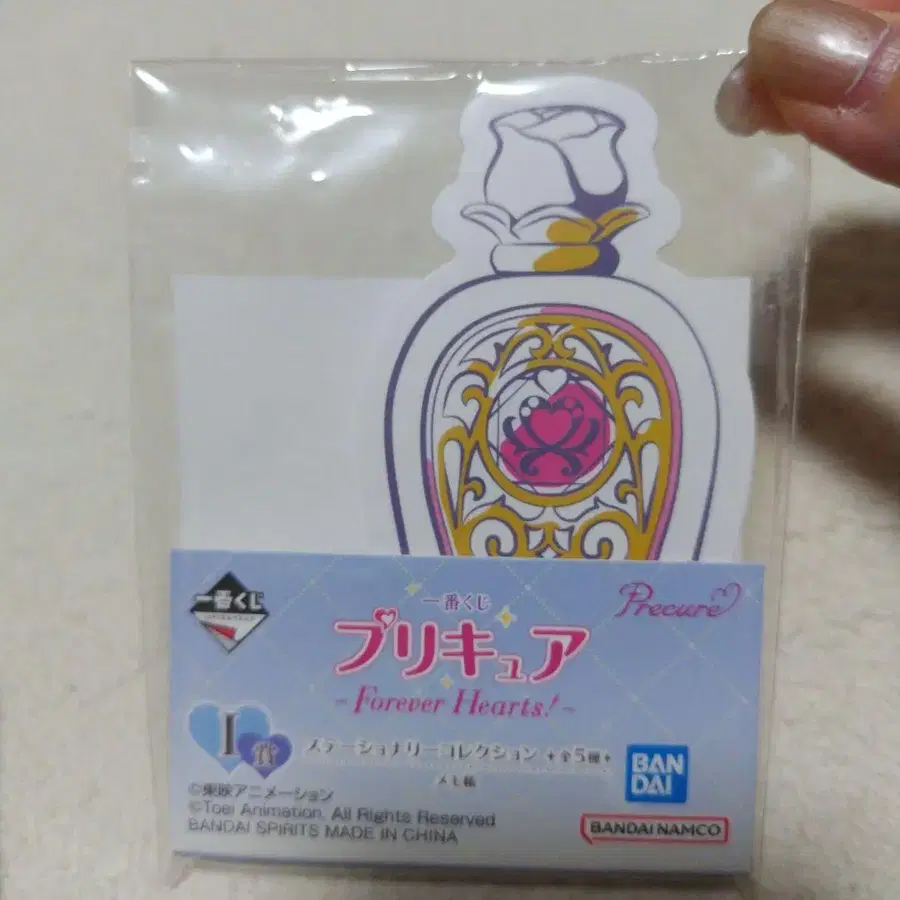 一番くじ
一番くじ
Precure
プリキュア
~Forever Hearts!~
I賞
ステーショナリーコレクション +全5種+
メモ帳
BAN
DAI
©東映アニメーション
©Toei Animation. All Rights Reserved
BANDAI SPIRITS MADE IN CHINA
BANDAI NAMCO